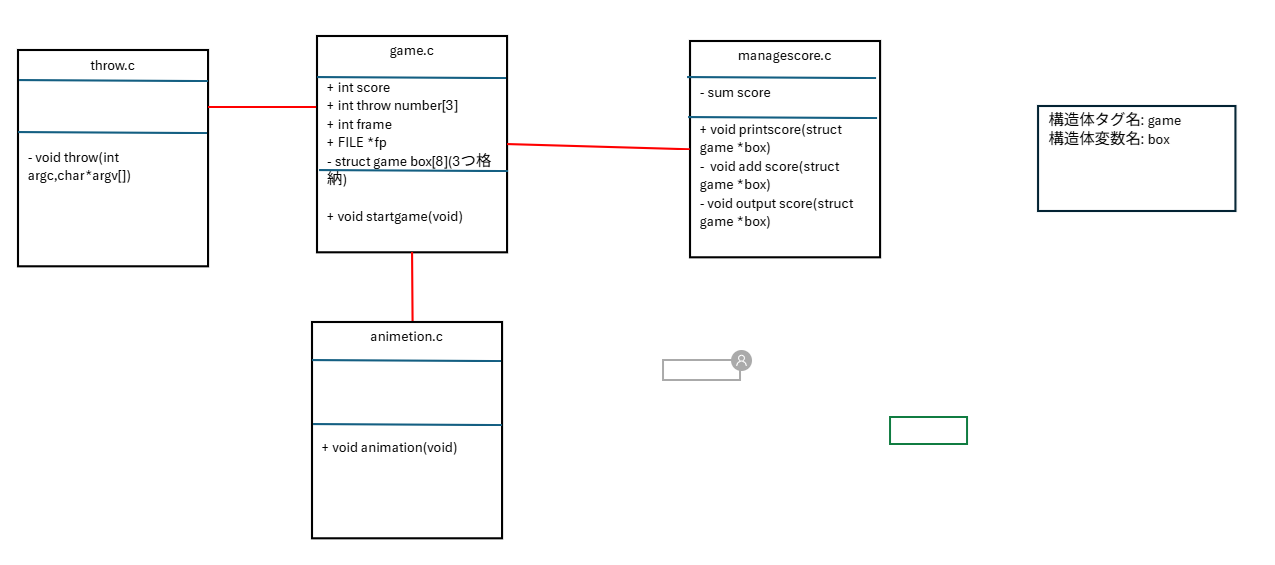 throw.c
- void throw(int
argc,char*argv[])
game.c
+ int score
+ int throw number[3]
+ int frame
+ FILE *fp
- struct game box[8](3つ格
納)
+ void startgame(void)
managescore.c
- sum score
+ void printscore(struct
game *box)
-  void add score(struct
game *box)
- void output score(struct
game *box)
構造体タグ名: game
構造体変数名: box
animetion.c
+ void animation(void)